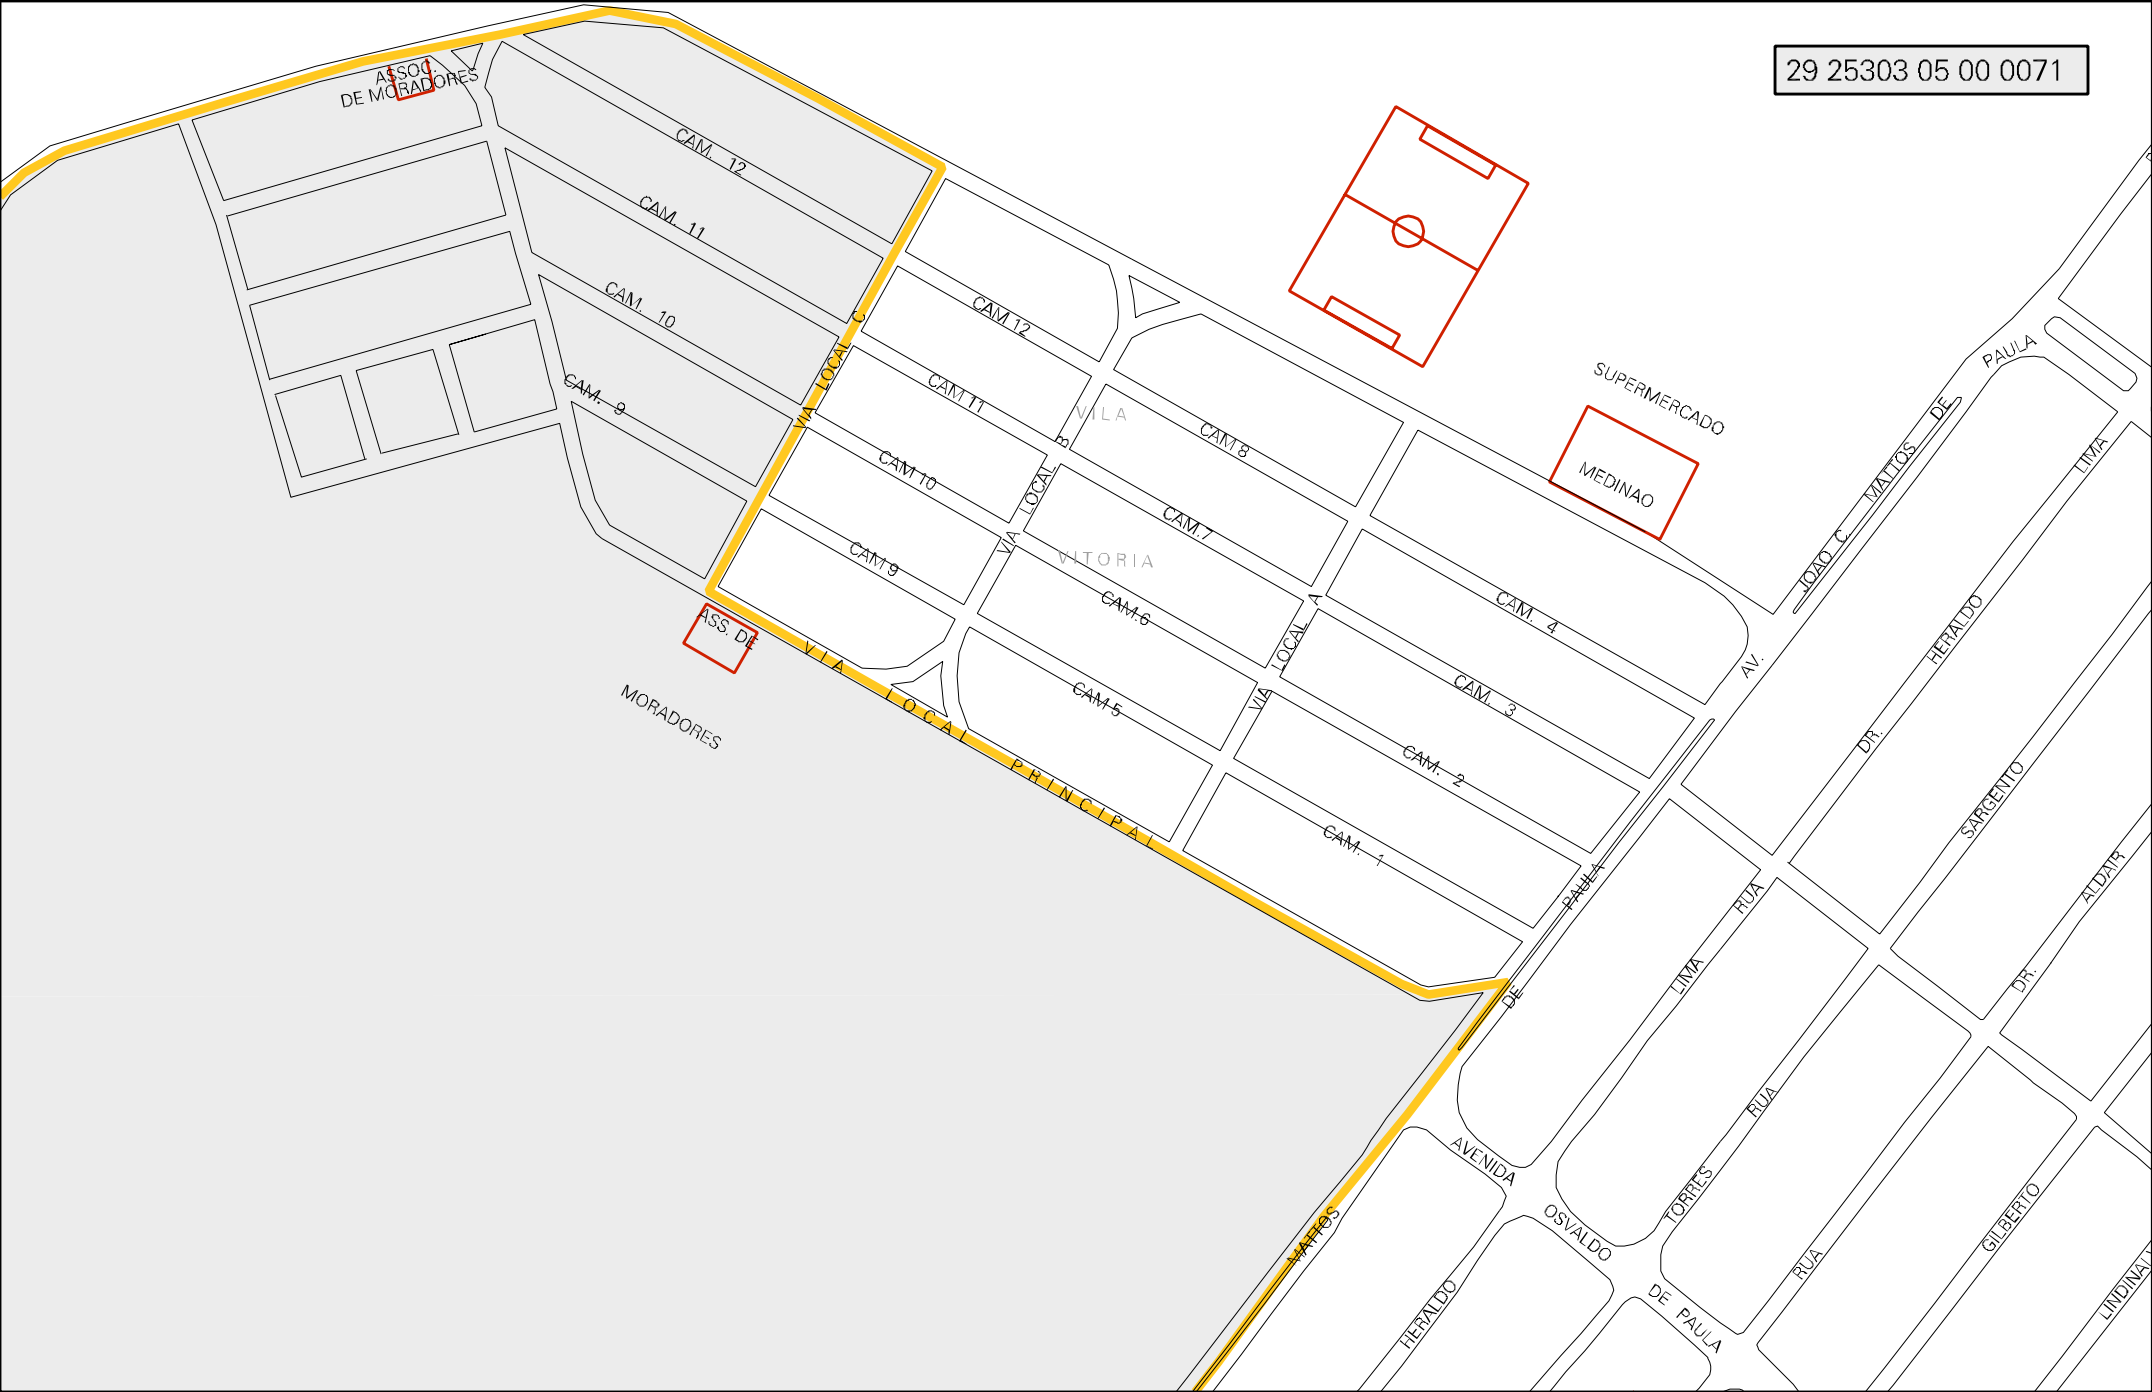 29 25303 05 00 0071
ASSOC.
DE MORADORES
CAM. 12
CAM. 11
CAM. 10
CAM. 9
VIA LOCAL C
CAM 12
CAM 11
CAM 10
CAM 9
VILA
VITORIA
VIA LOCAL B
CAM 8
CAM.7
CAM.6
CAM 5
VIA LOCAL A
CAM. 4
CAM. 3
CAM. 2
CAM. 1
SUPERMERCADO
MEDINAO
ASS. DE
MORADORES
VIA LOCAL PRINCIPAL
AV. JOAO C. MATTOS DE PAULA
MATTOS DE PAULA
RUA DR. HERALDO LIMA
HERALDO LIMA
RUA TORRES
SARGENTO
RUA GILBERTO
DR. ALDAIR
LINDINAL
AVENIDA OSVALDO DE PAULA